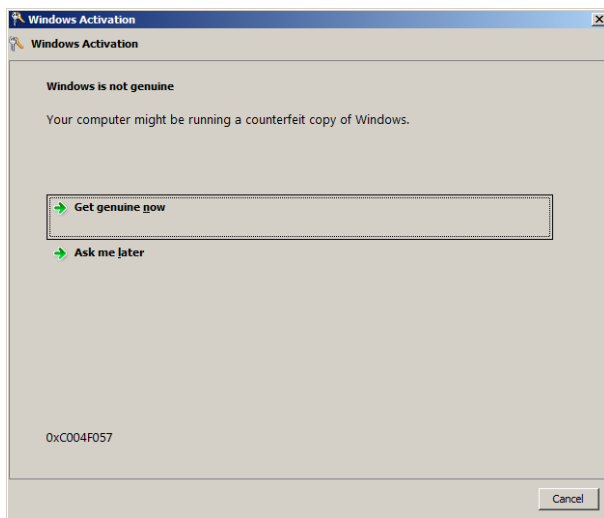 Windows Activation
Windows Activation
Windows is not genuine
Your computer might be running a counterfeit copy of Windows.
Get genuine now
Ask me later
0xC004F057
Cancel